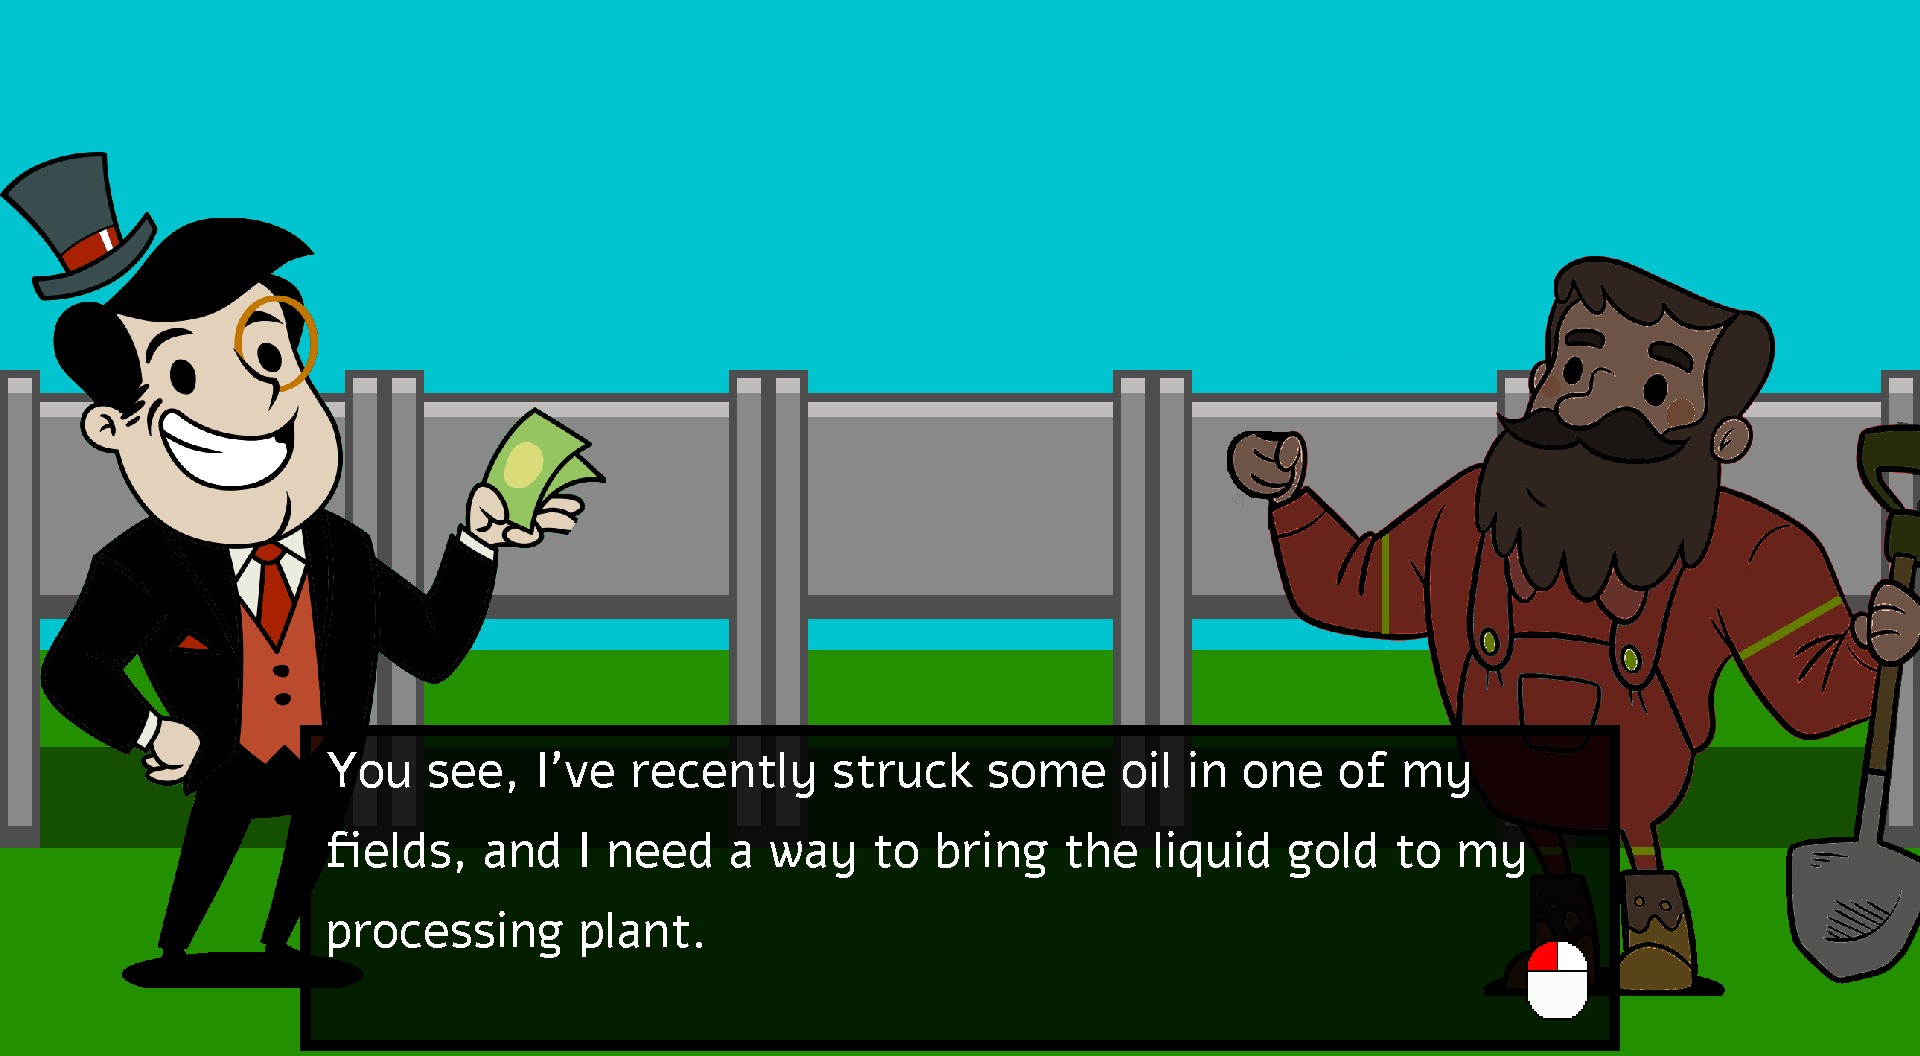 You see, I've recently struck some oil in one of my
fields, and I need a way to bring the liquid gold to my
processing plant.